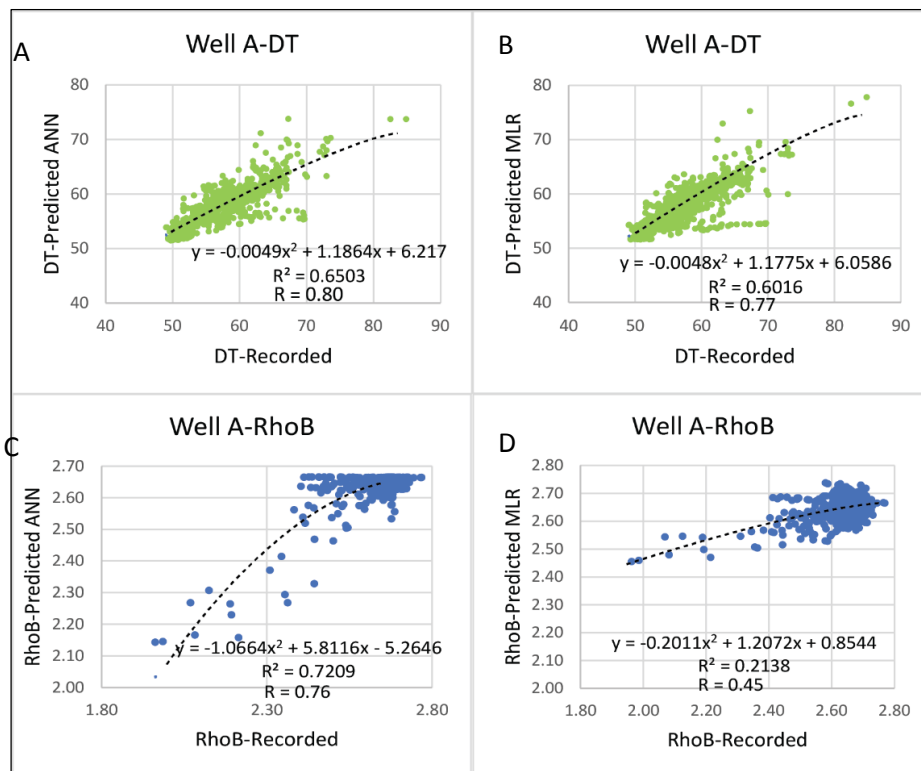 A
Well A-DT
80
70
60
50
40
DT-Predicted ANN
y = -0.0049x² + 1.1864x + 6.217
R² = 0.6503
R = 0.80
40 50 60 70 80 90
DT-Recorded
B
Well A-DT
80
70
60
50
40
DT-Predicted MLR
y = -0.0048x² + 1.1775x + 6.0586
R² = 0.6016
R = 0.77
40 50 60 70 80 90
DT-Recorded
C
Well A-RhoB
2.70
2.60
2.50
2.40
2.30
2.20
2.10
2.00
RhoB-Predicted ANN
y = -1.0664x² + 5.8116x - 5.2646
R² = 0.7209
R = 0.76
1.80 2.30 2.80
RhoB-Recorded
D
Well A-RhoB
2.80
2.70
2.60
2.50
2.40
2.30
2.20
2.10
2.00
RhoB-Predicted MLR
y = -0.2011x² + 1.2072x + 0.8544
R² = 0.2138
R = 0.45
1.80 2.00 2.20 2.40 2.60 2.80
RhoB-Recorded